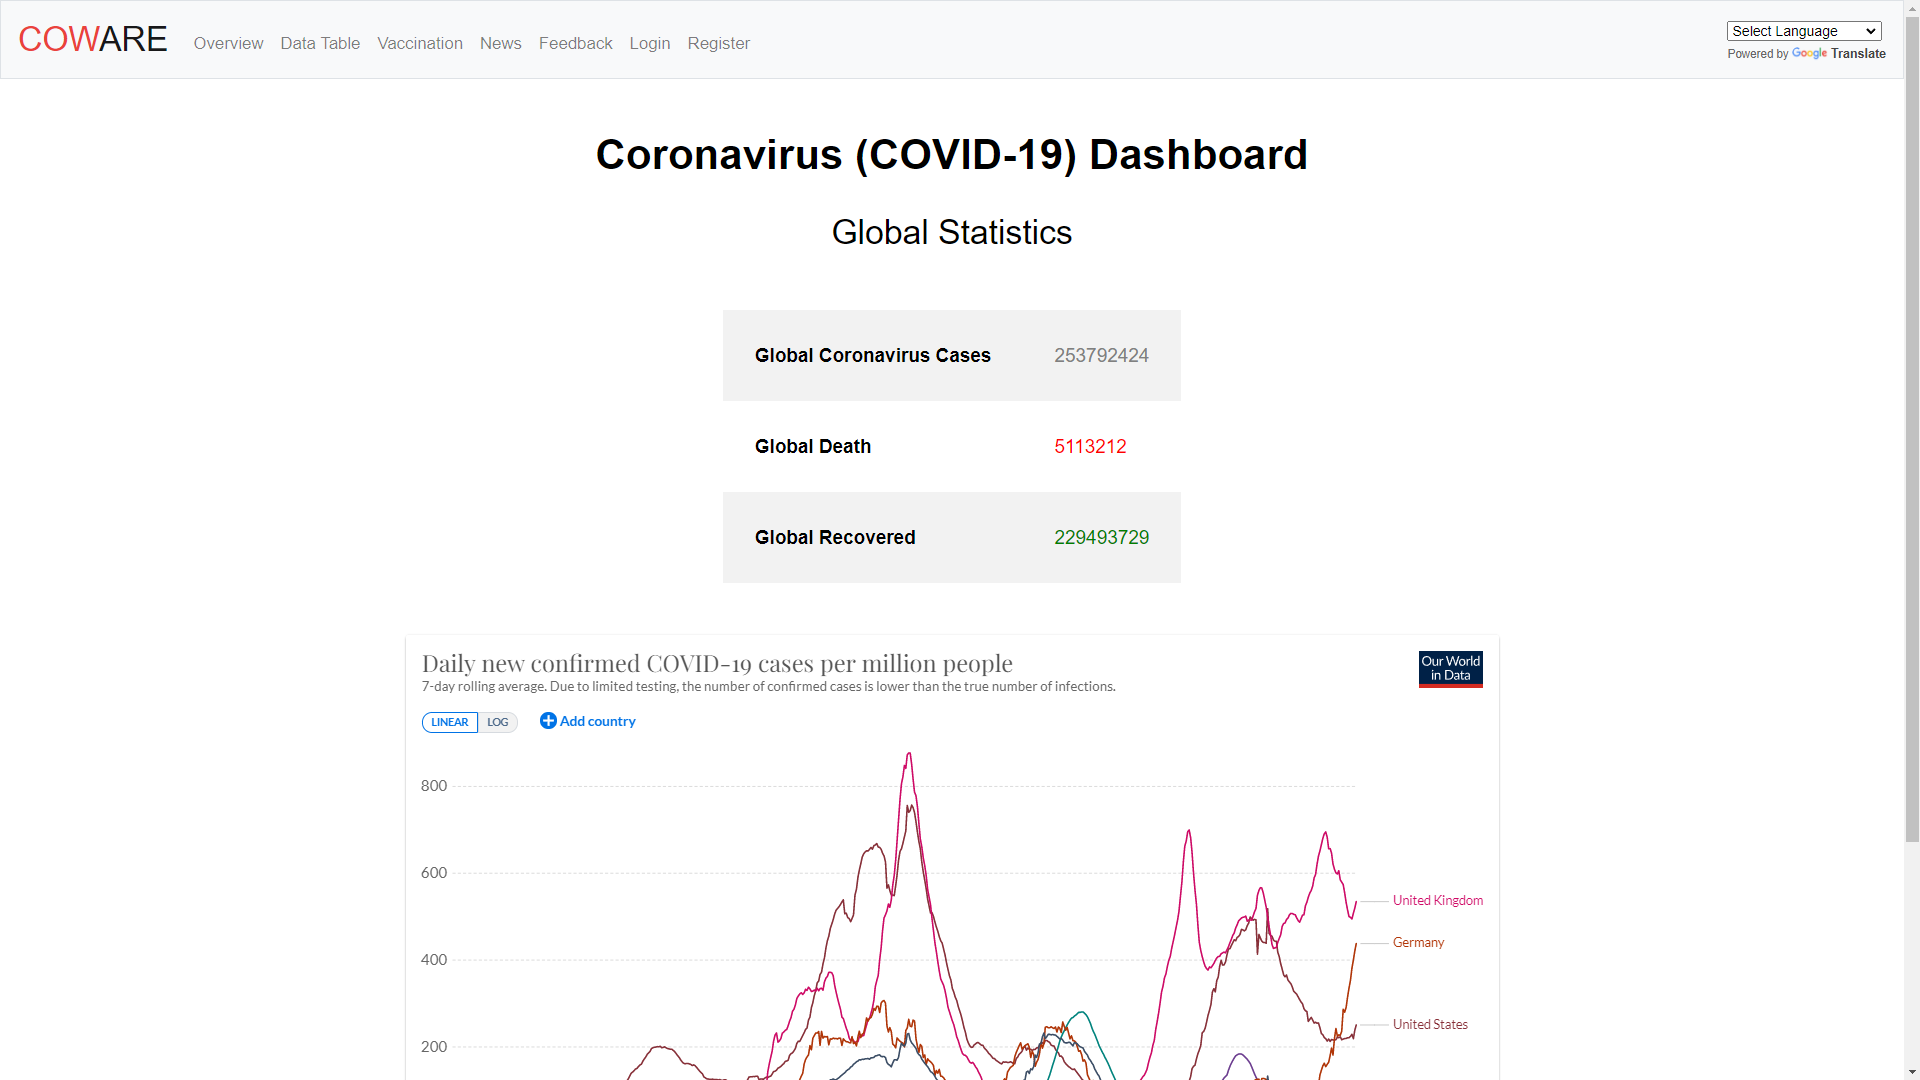 COWARE Overview Data Table Vaccination News Feedback Login Register
Select Language
Powered by Google Translate
Coronavirus (COVID-19) Dashboard
Global Statistics
Global Coronavirus Cases 253792424
Global Death 5113212
Global Recovered 229493729
Daily new confirmed COVID-19 cases per million people
7-day rolling average. Due to limited testing, the number of confirmed cases is lower than the true number of infections.
Our World
in Data
LINEAR LOG Add country
800
600
United Kingdom
Germany
400
United States
200